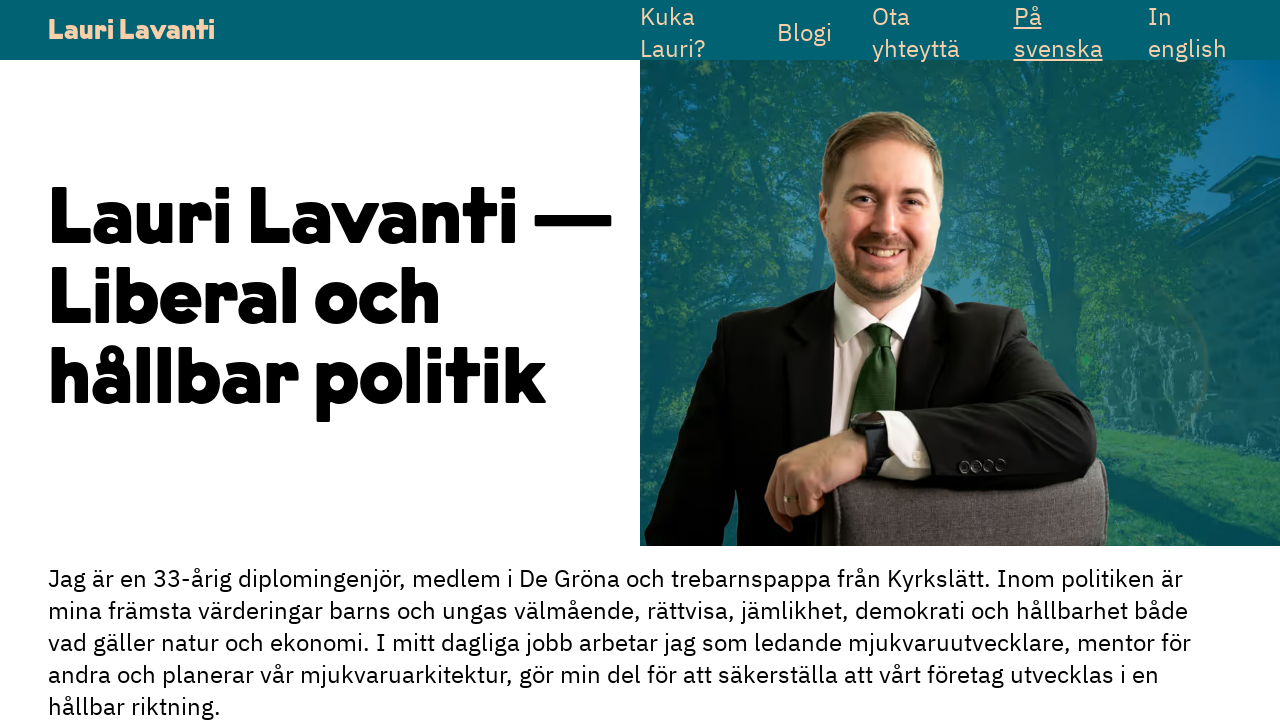 Lauri Lavanti
Kuka
Lauri?
Blogi
Ota
yhteyttä
På
svenska
In
english
Lauri Lavanti —
Liberal och
hållbar politik
Jag är en 33-årig diplomingenjör, medlem i De Gröna och trebarnspappa från Kyrkslätt. Inom politiken är
mina främsta värderingar barns och ungas välmående, rättvisa, jämlikhet, demokrati och hållbarhet både
vad gäller natur och ekonomi. I mitt dagliga jobb arbetar jag som ledande mjukvaruutvecklare, mentor för
andra och planerar vår mjukvaruarkitektur, gör min del för att säkerställa att vårt företag utvecklas i en
hållbar riktning.